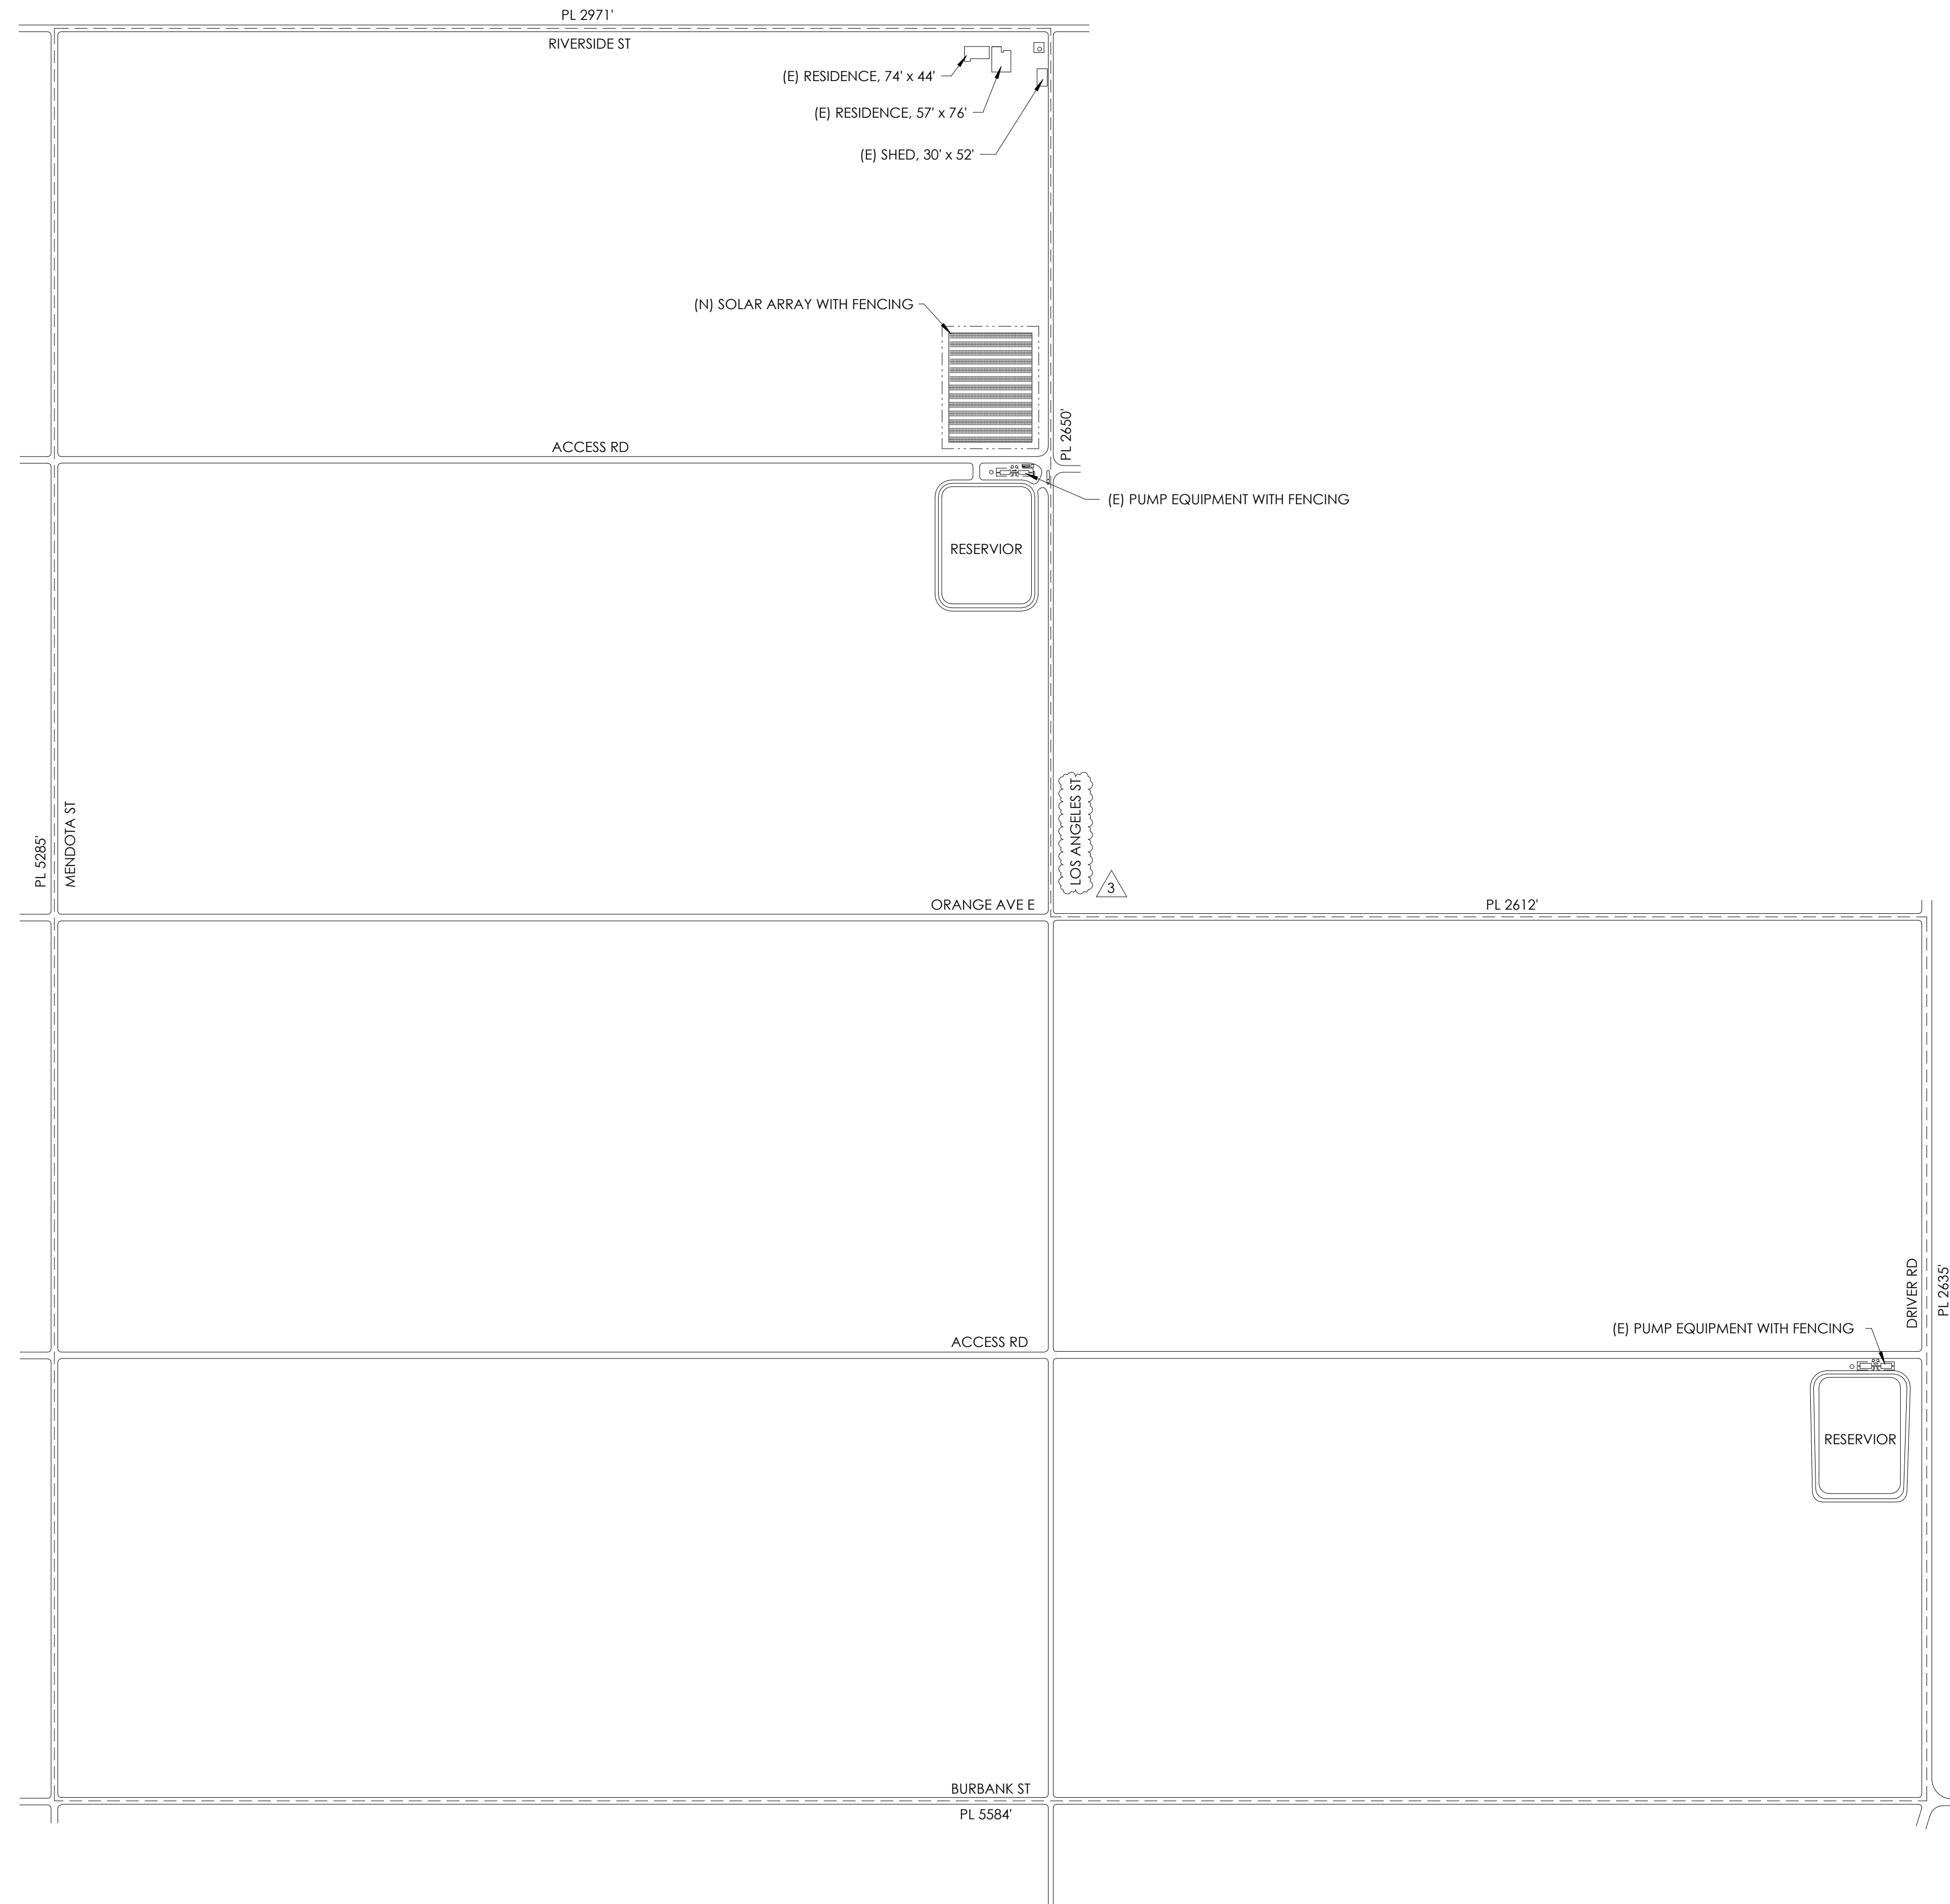 PL 2971'
RIVERSIDE ST
(E) RESIDENCE, 74' x 44'
(E) RESIDENCE, 57' x 76'
(E) SHED, 30' x 52'
(N) SOLAR ARRAY WITH FENCING
PL 2650'
ACCESS RD
(E) PUMP EQUIPMENT WITH FENCING
RESERVIOR
LOS ANGELES ST
MENDOTA ST
PL 5285'
3
ORANGE AVE E
PL 2612'
DRIVER RD
PL 2635'
(E) PUMP EQUIPMENT WITH FENCING
ACCESS RD
RESERVIOR
BURBANK ST
PL 5584'